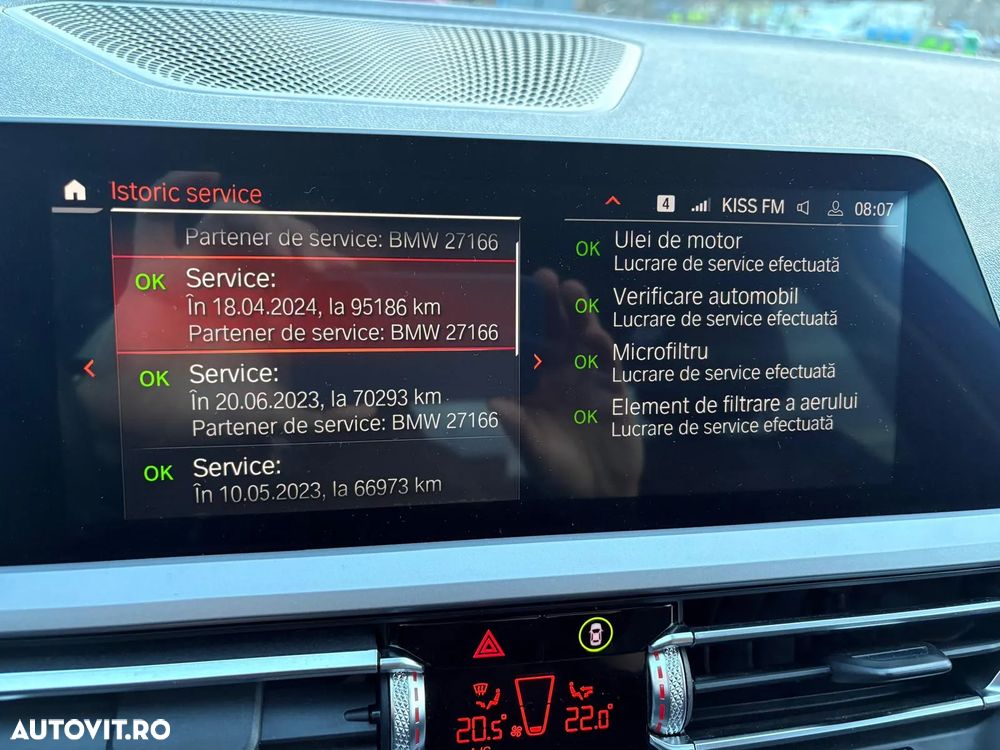 Istoric service
4 KISS FM 08:07
Partener de service: BMW 27166
OK Service:
În 18.04.2024, la 95186 km
Partener de service: BMW 27166
OK Service:
În 20.06.2023, la 70293 km
Partener de service: BMW 27166
OK Service:
În 10.05.2023, la 66973 km
OK Ulei de motor
Lucrare de service efectuată
OK Verificare automobil
Lucrare de service efectuată
OK Microfiltru
Lucrare de service efectuată
OK Element de filtrare a aerului
Lucrare de service efectuată
20.5° 22.0°
AUTOVIT.RO